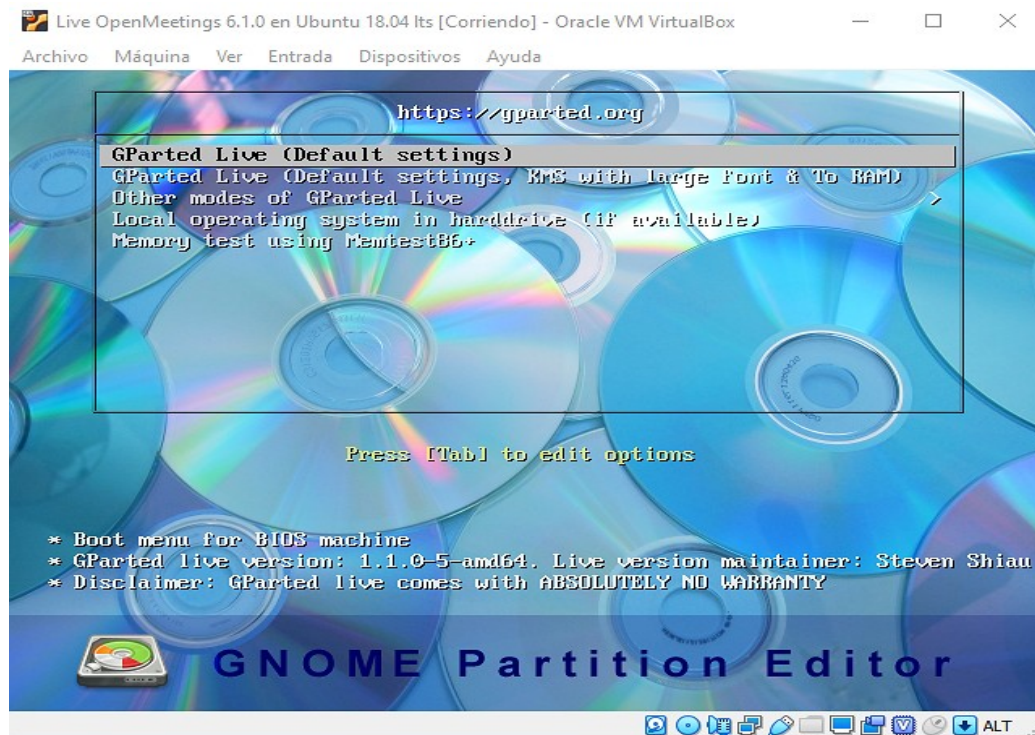 Live OpenMeetings 6.1.0 en Ubuntu 18.04 lts [Corriendo] - Oracle VM VirtualBox
Archivo Máquina Ver Entrada Dispositivos Ayuda
https://gparted.org
GParted Live (Default settings)
GParted Live (Default settings, KMS with large font & To RAM)
Other modes of GParted Live >
Local operating system in harddrive (if available)
Memory test using Memtest86+
Press [Tab] to edit options
* Boot menu for BIOS machine
* GParted live version: 1.1.0-5-amd64. Live version maintainer: Steven Shiau
* Disclaimer: GParted live comes with ABSOLUTELY NO WARRANTY
GNOME Partition Editor
ALT